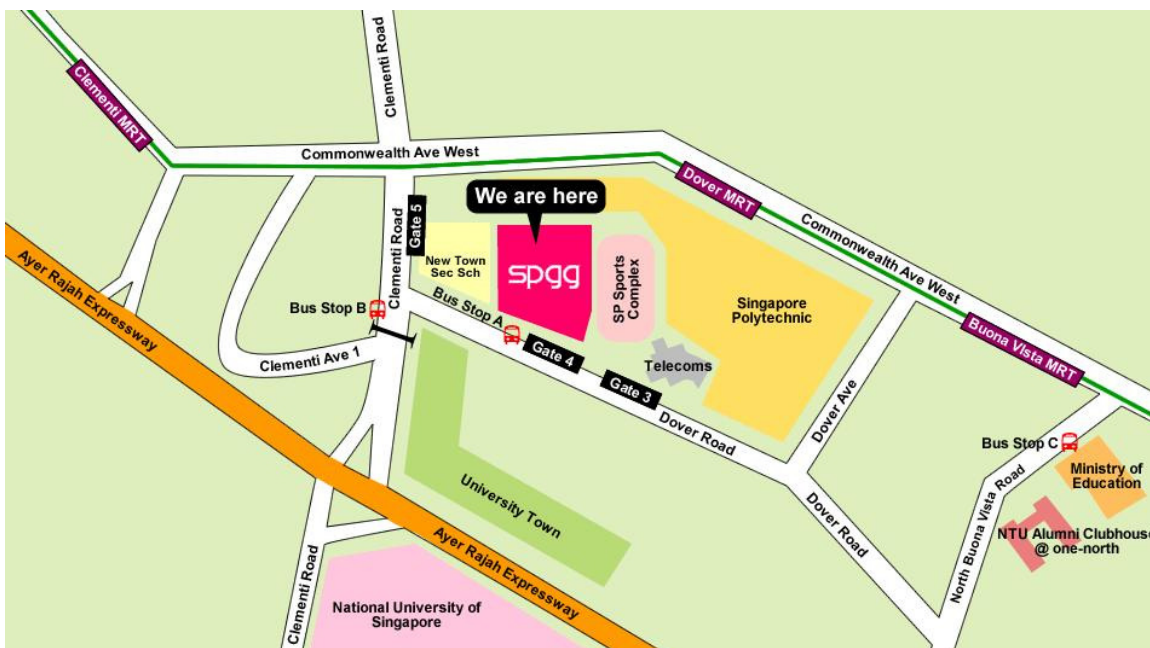 Clementi Road
Clementi MRT
Commonwealth Ave West
Dover MRT
We are here
Gate 5
Clementi Road
New Town
Sec Sch
spgg
SP Sports
Complex
Commonwealth Ave West
Ayer Rajah Expressway
Bus Stop B
Bus Stop A
Singapore
Polytechnic
Buona VIsta MRT
Clementi Ave 1
Gate 4
Telecoms
Gate 3
Dover Road
Dover Ave
Bus Stop C
Ministry of
Education
University Town
Dover Road
North Buona Vista Road
NTU Alumni Clubhouse
@ one-north
Ayer Rajah Expressway
Clementi Road
National University of
Singapore